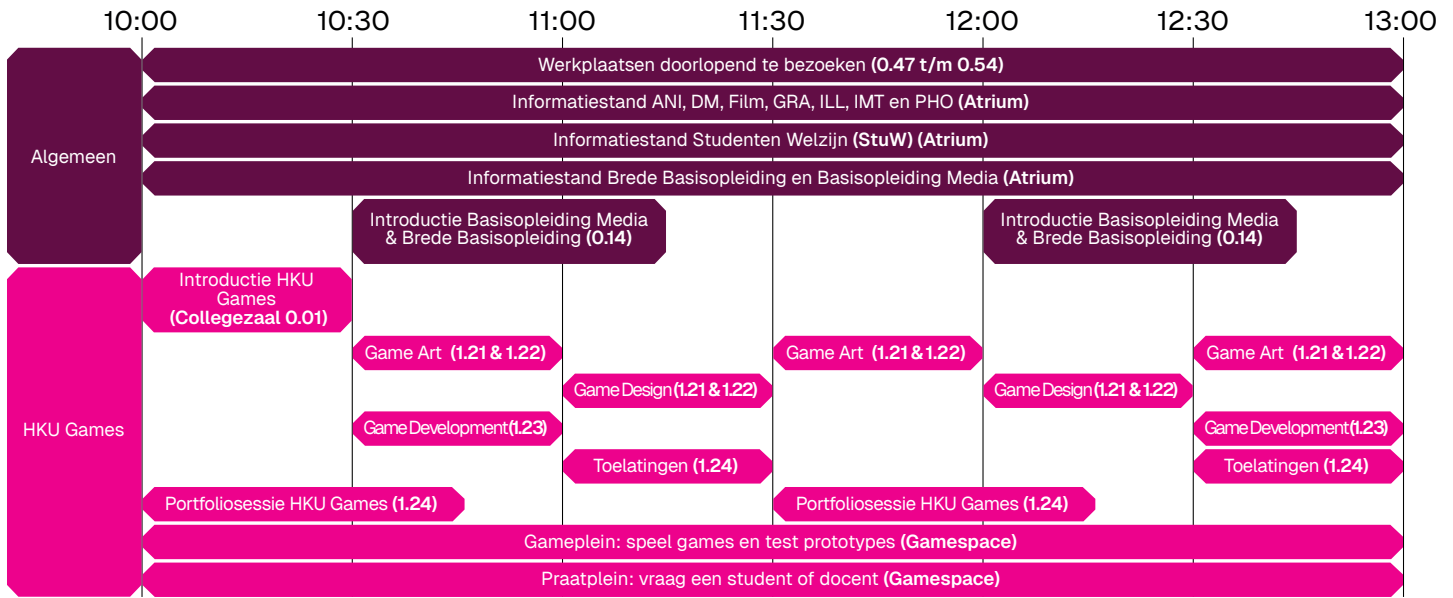 10:00 10:30 11:00 11:30 12:00 12:30 13:00
Algemeen
Werkplaatsen doorlopend te bezoeken (0.47 t/m 0.54)
Informatiestand ANI, DM, Film, GRA, ILL, IMT en PHO (Atrium)
Informatiestand Studenten Welzijn (StuW) (Atrium)
Informatiestand Brede Basisopleiding en Basisopleiding Media (Atrium)
Introductie Basisopleiding Media
& Brede Basisopleiding (0.14)
Introductie Basisopleiding Media
& Brede Basisopleiding (0.14)
HKU Games
Introductie HKU
Games
(Collegezaal 0.01)
Game Art (1.21 & 1.22)
Game Art (1.21 & 1.22)
Game Art (1.21 & 1.22)
Game Design (1.21 & 1.22)
Game Design (1.21 & 1.22)
Game Development (1.23)
Game Development (1.23)
Toelatingen (1.24)
Toelatingen (1.24)
Portfoliosessie HKU Games (1.24)
Portfoliosessie HKU Games (1.24)
Gameplein: speel games en test prototypes (Gamespace)
Praatplein: vraag een student of docent (Gamespace)